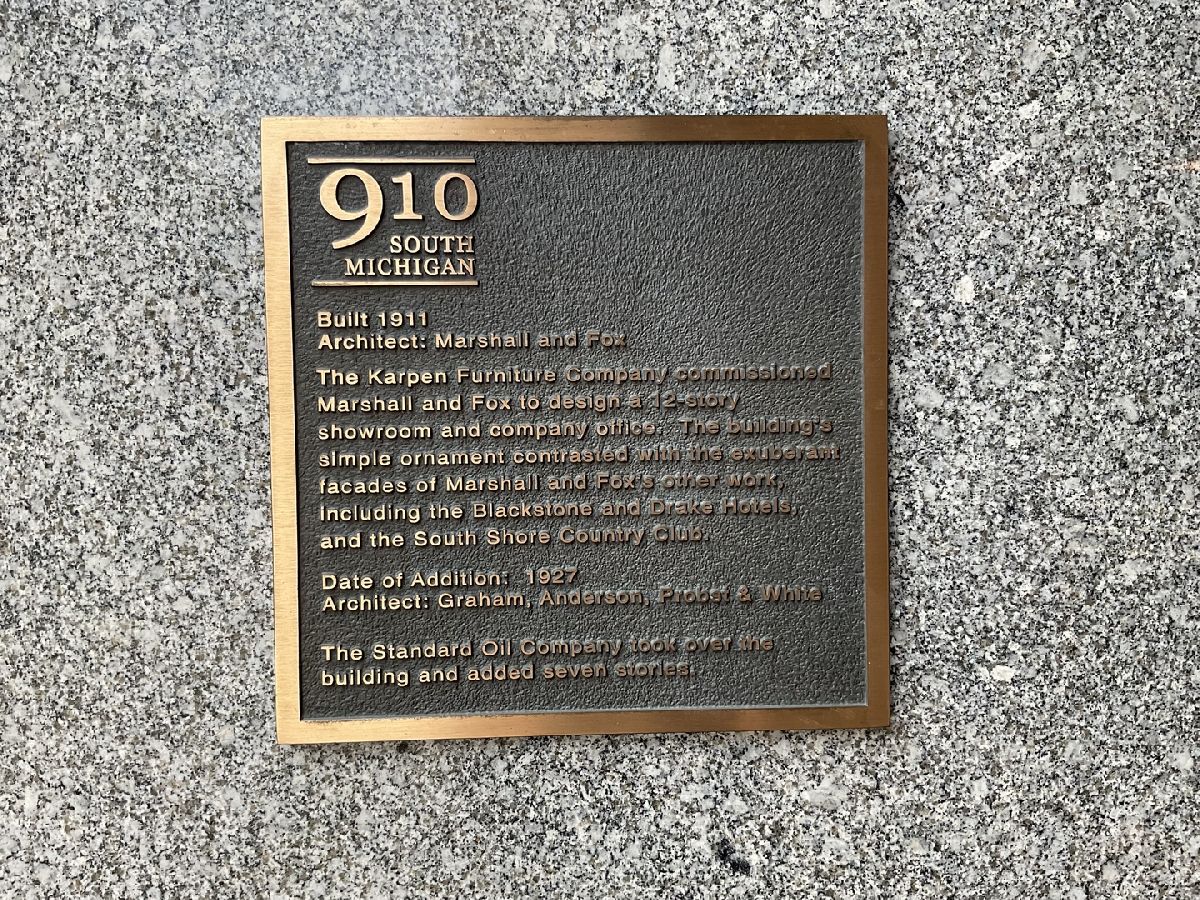 910
SOUTH
MICHIGAN
Built 1911
Architect: Marshall and Fox
The Karpen Furniture Company commissioned
Marshall and Fox to design a 12-story
showroom and company office. The building's
simple ornament contrasted with the exuberant
facades of Marshall and Fox's other work,
including the Blackstone and Drake Hotels,
and the South Shore Country Club.
Date of Addition: 1927
Architect: Graham, Anderson, Probst & White
The Standard Oil Company took over the
building and added seven stories.